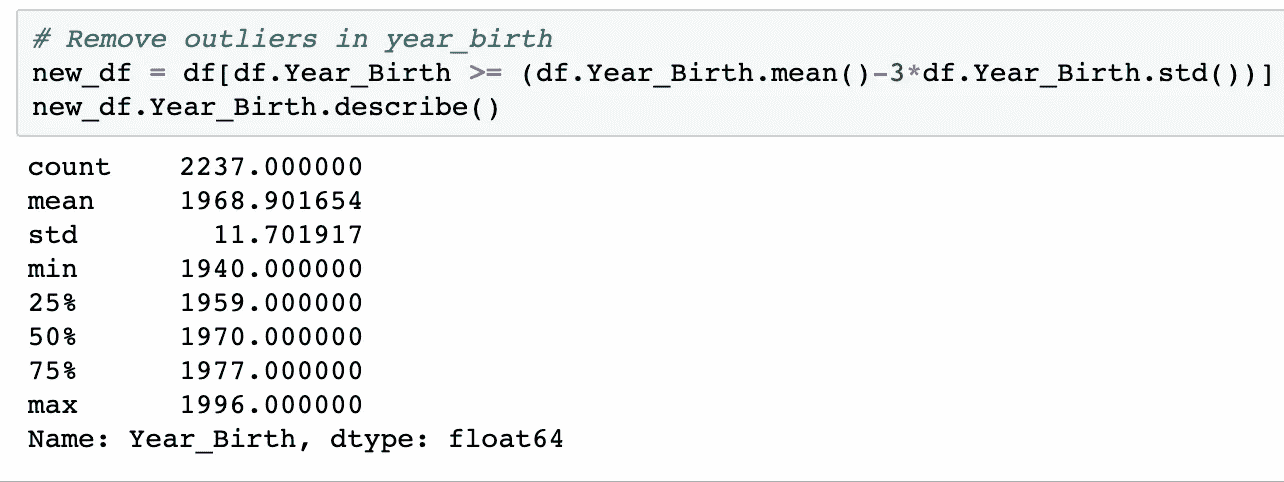 # Remove outliers in year_birth
new_df = df[df.Year_Birth >= (df.Year_Birth.mean()-3*df.Year_Birth.std())]
new_df.Year_Birth.describe()
count    2237.000000
mean     1968.901654
std        11.701917
min      1940.000000
25%      1959.000000
50%      1970.000000
75%      1977.000000
max      1996.000000
Name: Year_Birth, dtype: float64